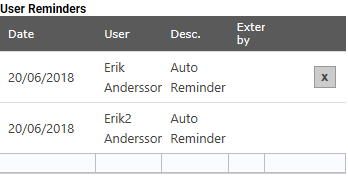 User Reminders
Date User Desc. Exter
by
Erik Auto
20/06/2018 x
Anderssor Reminder
Erik2 Auto
20/06/2018
Anderssor Reminder